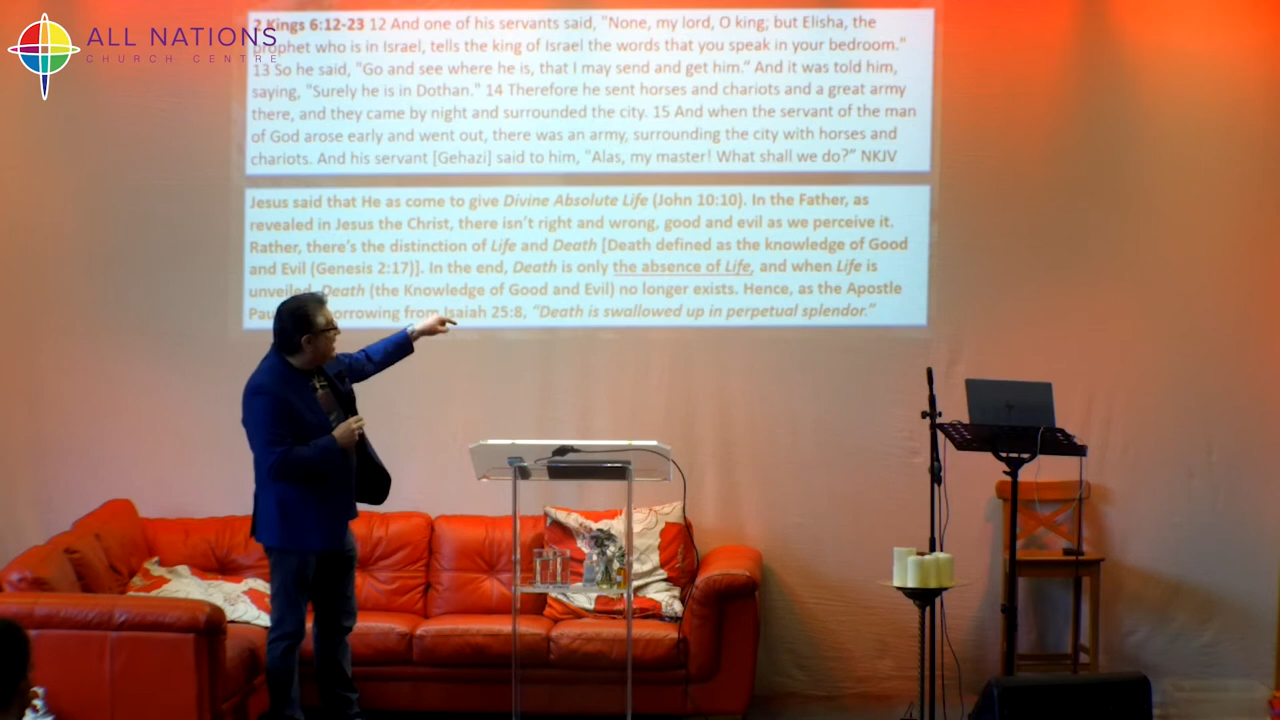 ALL NATIONS
CHURCH CENTRE
2 Kings 6:12-23 12 And one of his servants said, "None, my lord, O king; but Elisha, the
prophet who is in Israel, tells the king of Israel the words that you speak in your bedroom."
13 So he said, "Go and see where he is, that I may send and get him." And it was told him,
saying, "Surely he is in Dothan." 14 Therefore he sent horses and chariots and a great army
there, and they came by night and surrounded the city. 15 And when the servant of the man
of God arose early and went out, there was an army, surrounding the city with horses and
chariots. And his servant [Gehazi] said to him, "Alas, my master! What shall we do?" NKJV
Jesus said that He as come to give Divine Absolute Life (John 10:10). In the Father, as
revealed in Jesus the Christ, there isn't right and wrong, good and evil as we perceive it.
Rather, there's the distinction of Life and Death [Death defined as the knowledge of Good
and Evil (Genesis 2:17)]. In the end, Death is only the absence of Life, and when Life is
unveiled, Death (the Knowledge of Good and Evil) no longer exists. Hence, as the Apostle
borrowing from Isaiah 25:8, "Death is swallowed up in perpetual splendor."